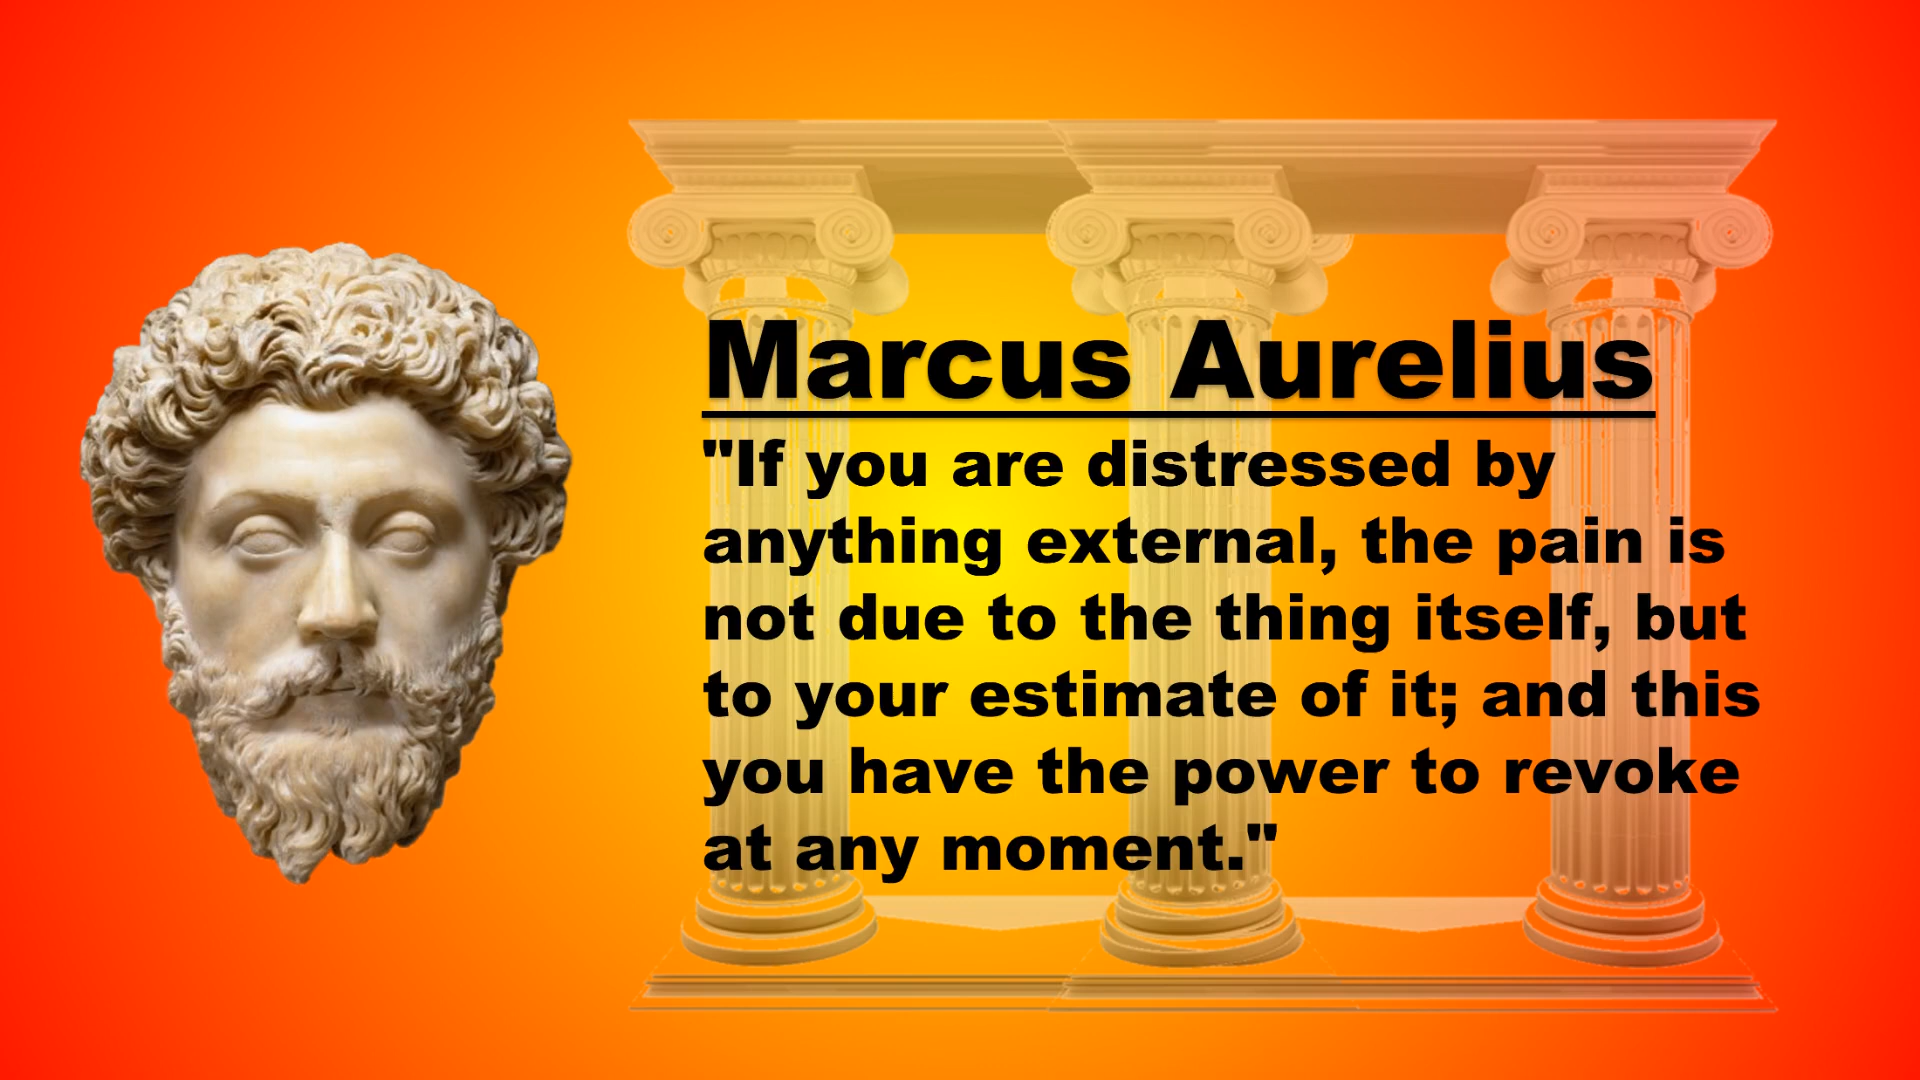 Marcus Aurelius
"If you are distressed by
anything external, the pain is
not due to the thing itself, but
to your estimate of it; and this
you have the power to revoke
at any moment."